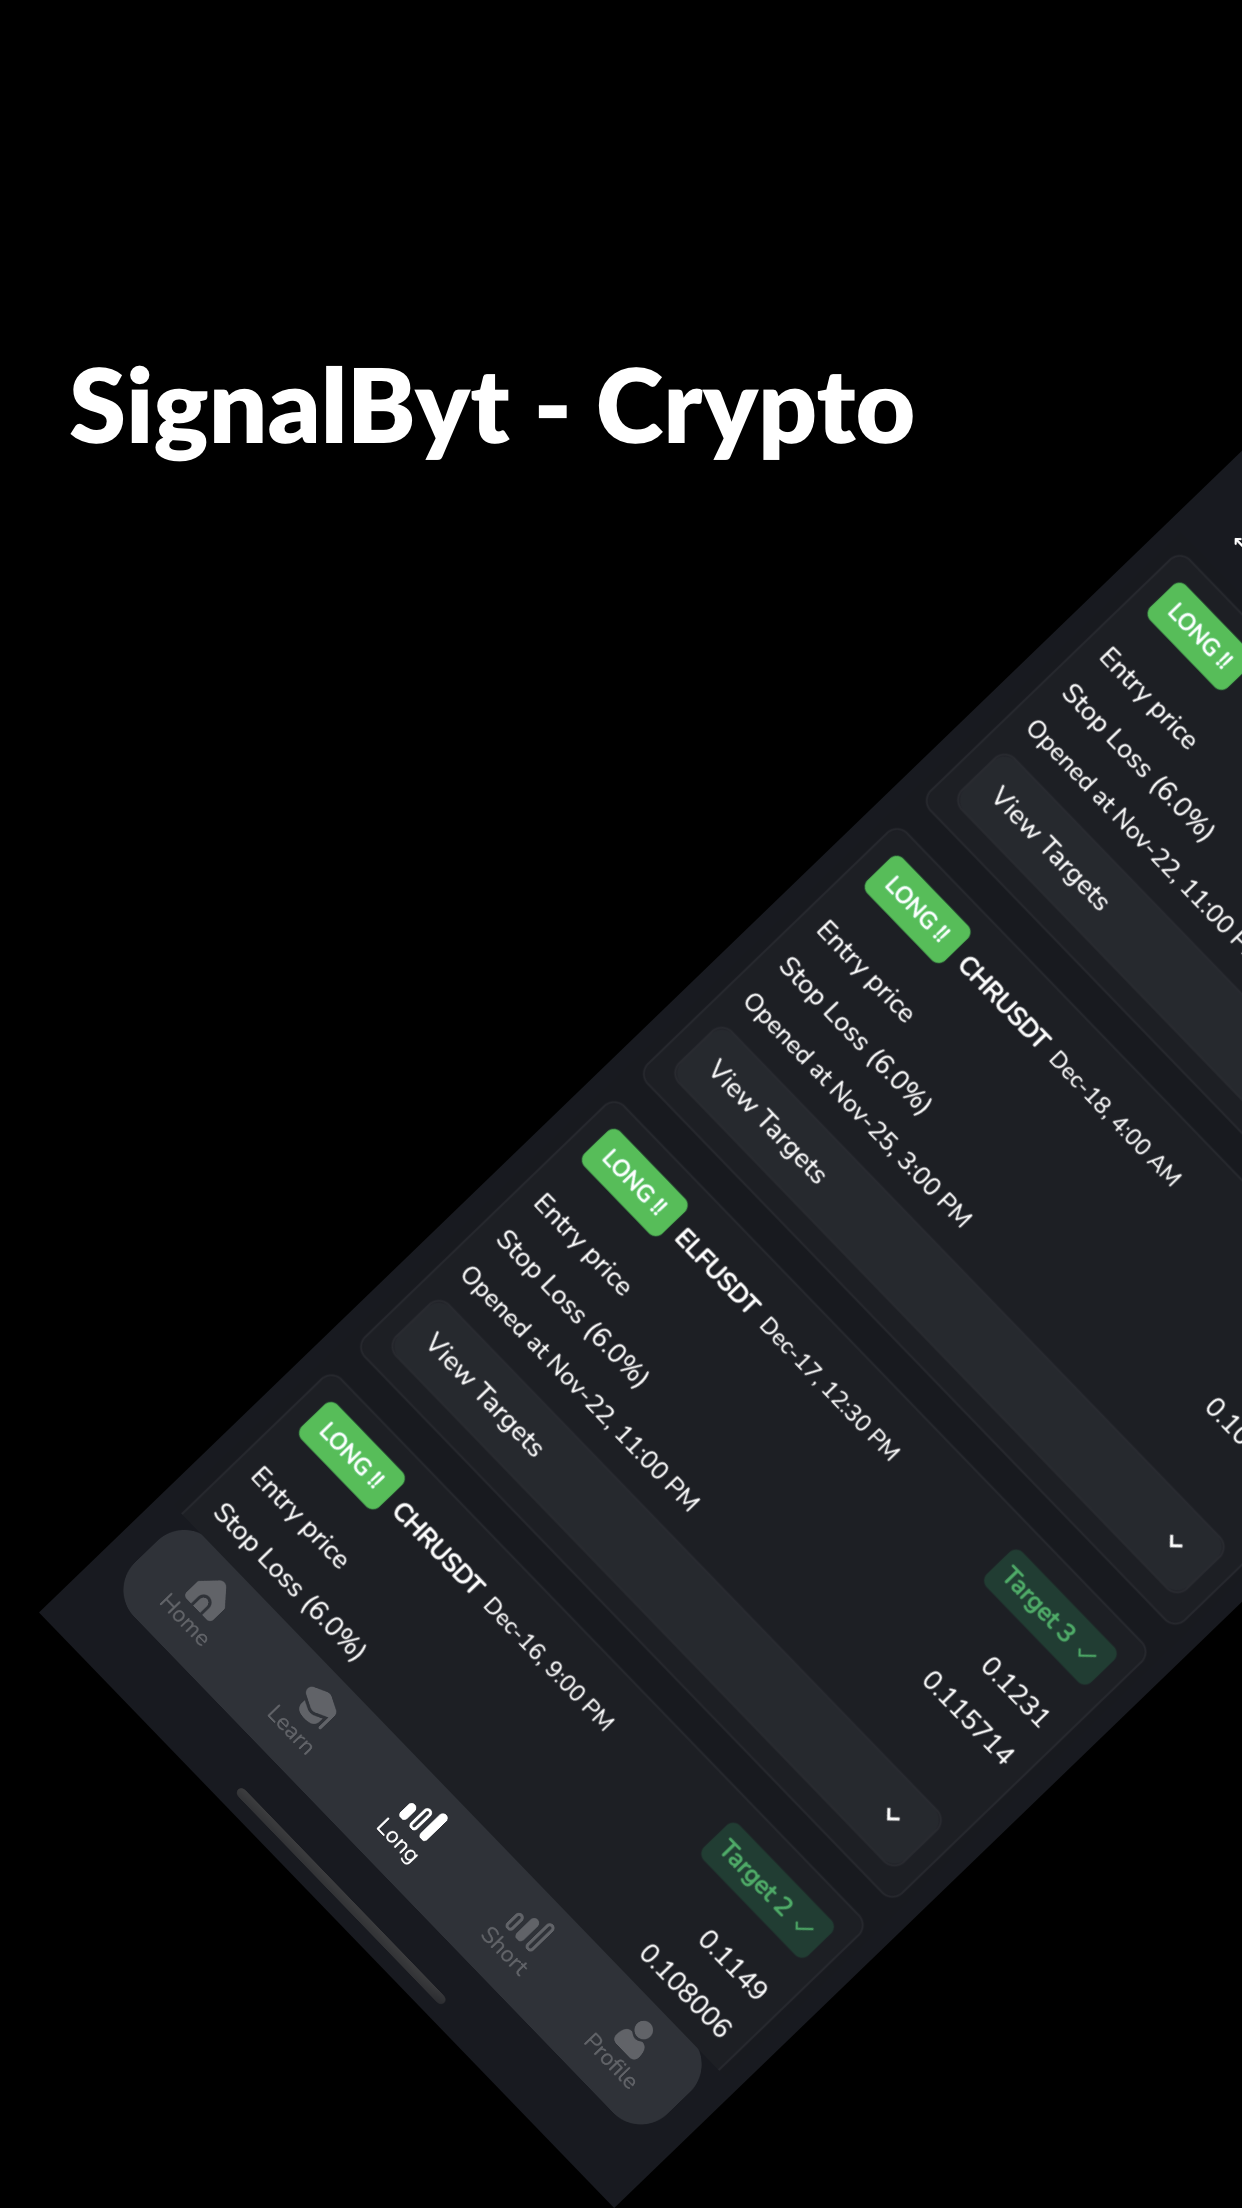 SignalByt - Crypto
LONG !!
Entry price
Stop Loss (6.0%)
Opened at Nov-22, 11:00
View Targets
LONG !! CHRUSDT Dec-18, 4:00 AM
Entry price
Stop Loss (6.0%)
Opened at Nov-25, 3:00 PM
View Targets
LONG !! ELFUSDT Dec-17, 12:30 PM Target 3
Entry price 0.1231
Stop Loss (6.0%) 0.115714
Opened at Nov-22, 11:00 PM
View Targets
LONG !! CHRUSDT Dec-16, 9:00 PM Target 2
Entry price 0.1149
Stop Loss (6.0%) 0.108006
Home Learn Long Short Profile